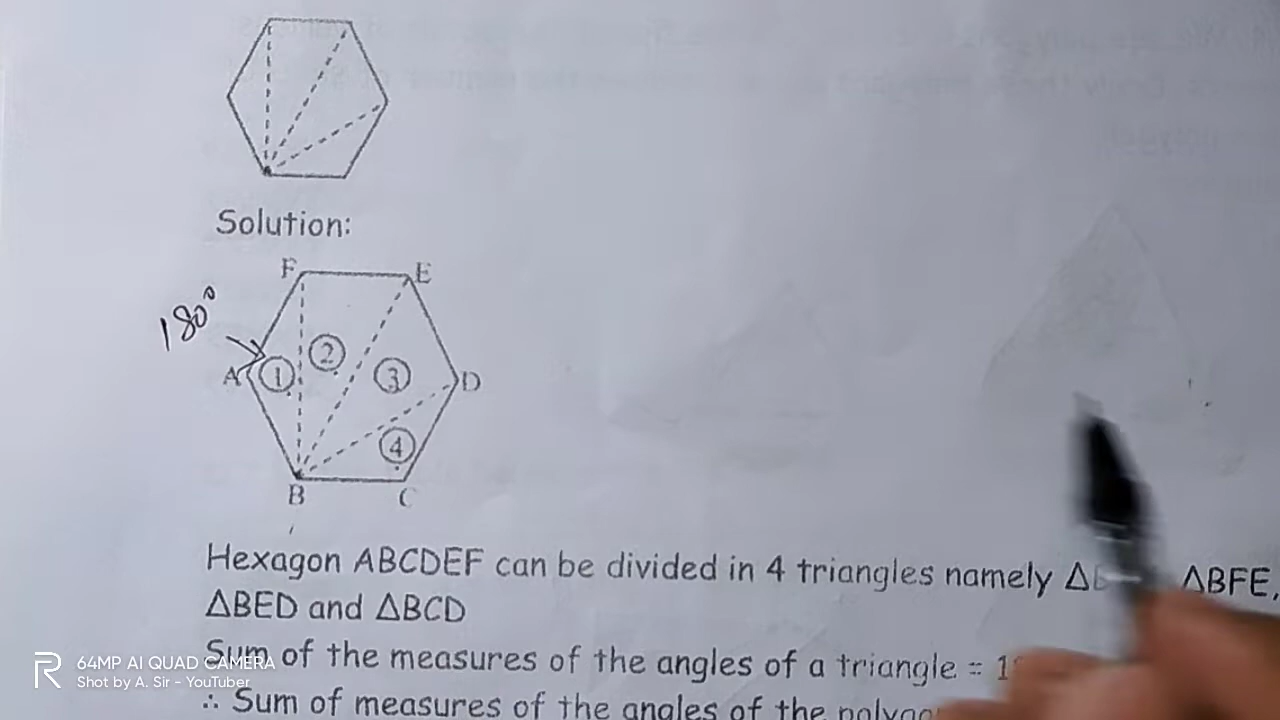 Solution:
F
E
180°
2
A
1
3
D
4
B
C
Hexagon ABCDEF can be divided in 4 triangles namely Δ ΔBFE,
ΔBED and ΔBCD
Sum of the measures of the angles of a triangle =
∴ Sum of measures of the angles of the
64MP AI QUAD CAMERA
Shot by A. Sir - YouTuber